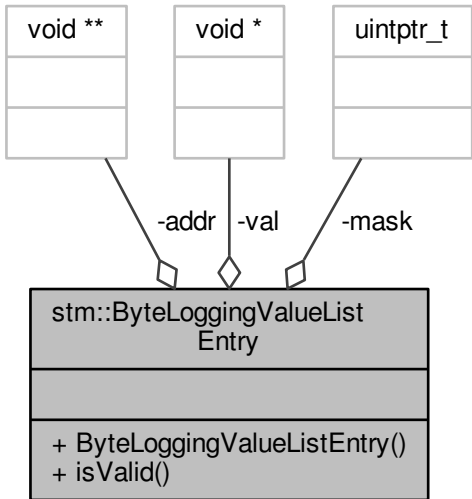 void **
void *
uintptr_t
-addr
-val
-mask
stm::ByteLoggingValueList
Entry
+ ByteLoggingValueListEntry()
+ isValid()